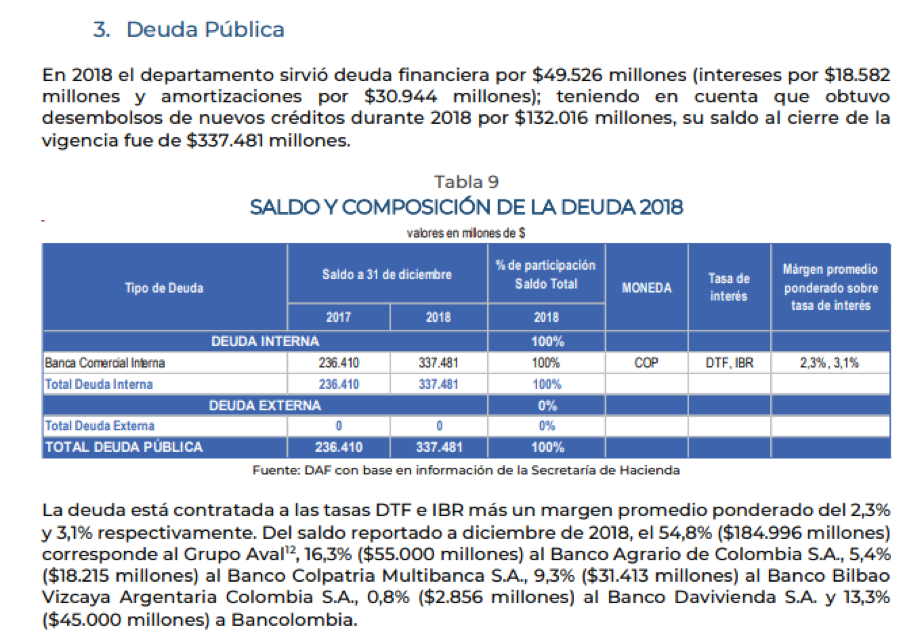 3. Deuda Pública
En 2018 el departamento sirvió deuda financiera por $49.526 millones (intereses por $18.582
millones y amortizaciones por $30.944 millones); teniendo en cuenta que obtuvo
desembolsos de nuevos créditos durante 2018 por $132.016 millones, su saldo al cierre de la
vigencia fue de $337.481 millones.
Tabla 9
SALDO Y COMPOSICIÓN DE LA DEUDA 2018
valores en millones de $
Tipo de Deuda Saldo a 31 de diciembre % de participación Saldo Total MONEDA Tasa de interés Márgen promedio ponderado sobre tasa de interés
2017 2018 2018
DEUDA INTERNA 100%
Banca Comercial Interna 236.410 337.481 100% COP DTF, IBR 2,3%, 3,1%
Total Deuda Interna 236.410 337.481 100%
DEUDA EXTERNA 0%
Total Deuda Externa 0 0 0%
TOTAL DEUDA PÚBLICA 236.410 337.481 100%
Fuente: DAF con base en información de la Secretaría de Hacienda
La deuda está contratada a las tasas DTF e IBR más un margen promedio ponderado del 2,3%
y 3,1% respectivamente. Del saldo reportado a diciembre de 2018, el 54,8% ($184.996 millones)
corresponde al Grupo Aval¹², 16,3% ($55.000 millones) al Banco Agrario de Colombia S.A., 5,4%
($18.215 millones) al Banco Colpatria Multibanca S.A., 9,3% ($31.413 millones) al Banco Bilbao
Vizcaya Argentaria Colombia S.A., 0,8% ($2.856 millones) al Banco Davivienda S.A. y 13,3%
($45.000 millones) a Bancolombia.